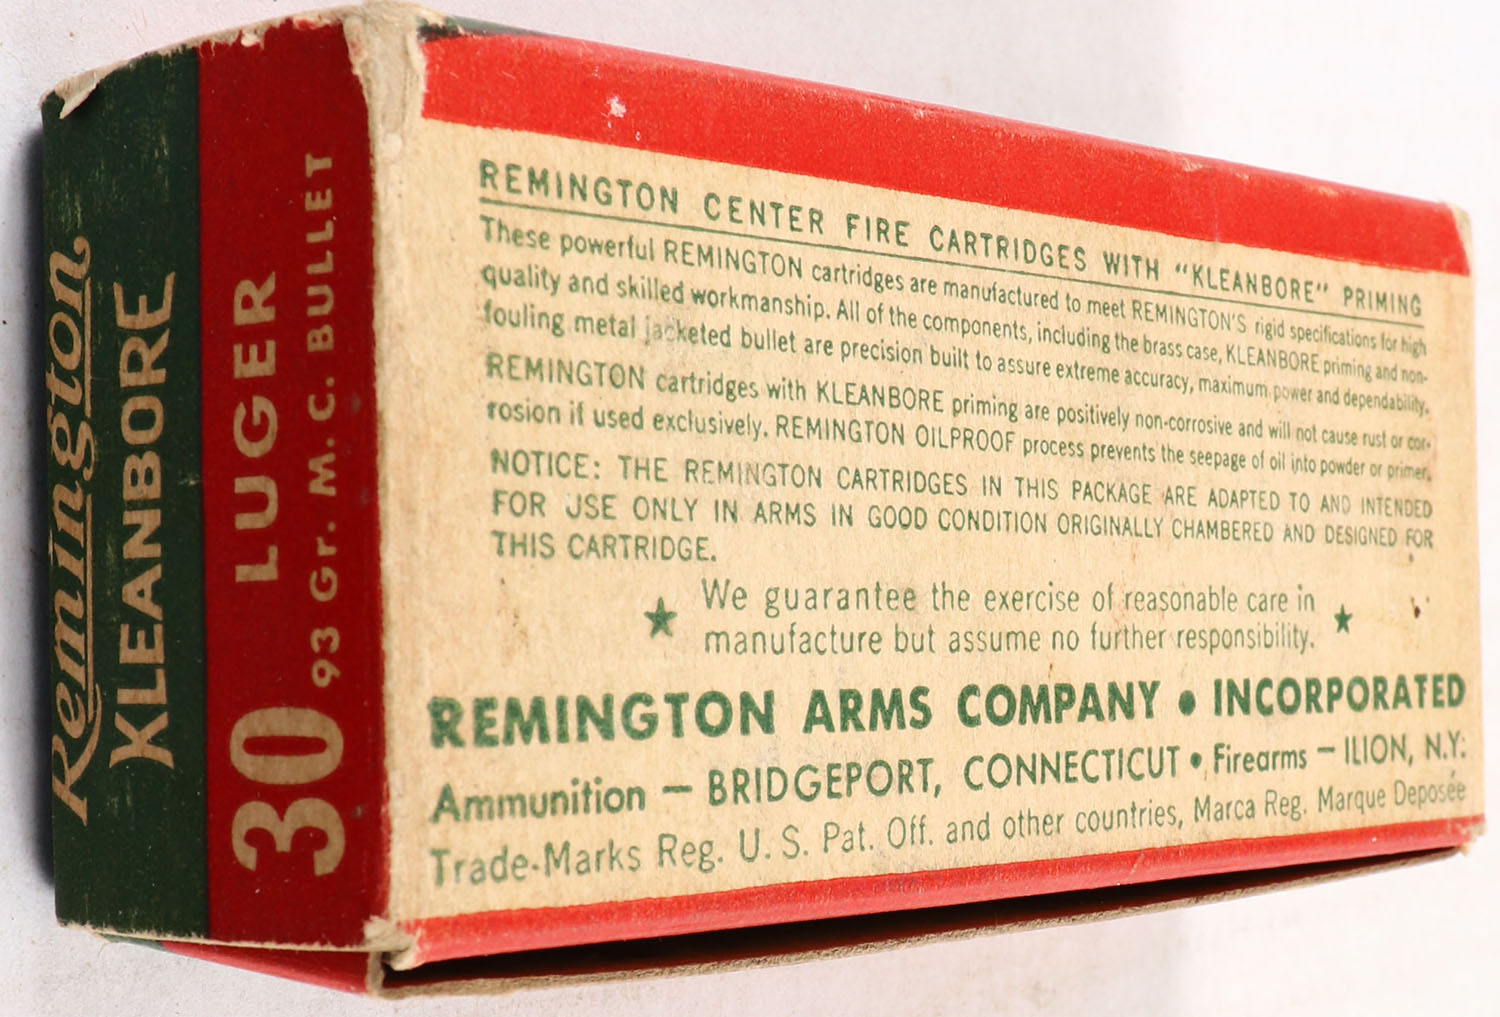 Remington
KLEANBORE
30 LUGER
93 Gr. M.C. BULLET
REMINGTON CENTER FIRE CARTRIDGES WITH "KLEANBORE" PRIMING
These powerful REMINGTON cartridges are manufactured to meet REMINGTON'S rigid specifications for high
quality and skilled workmanship. All of the components, including the brass case, KLEANBORE priming and non-
fouling metal jacketed bullet are precision built to assure extreme accuracy, maximum power and dependability.
REMINGTON cartridges with KLEANBORE priming are positively non-corrosive and will not cause rust or cor-
rosion if used exclusively. REMINGTON OILPROOF process prevents the seepage of oil into powder or primer.
NOTICE: THE REMINGTON CARTRIDGES IN THIS PACKAGE ARE ADAPTED TO AND INTENDED
FOR USE ONLY IN ARMS IN GOOD CONDITION ORIGINALLY CHAMBERED AND DESIGNED FOR
THIS CARTRIDGE.
We guarantee the exercise of reasonable care in
manufacture but assume no further responsibility.
REMINGTON ARMS COMPANY • INCORPORATED
Ammunition — BRIDGEPORT, CONNECTICUT • Firearms — ILION, N.Y.
Trade-Marks Reg. U. S. Pat. Off. and other countries, Marca Reg. Marque Deposée